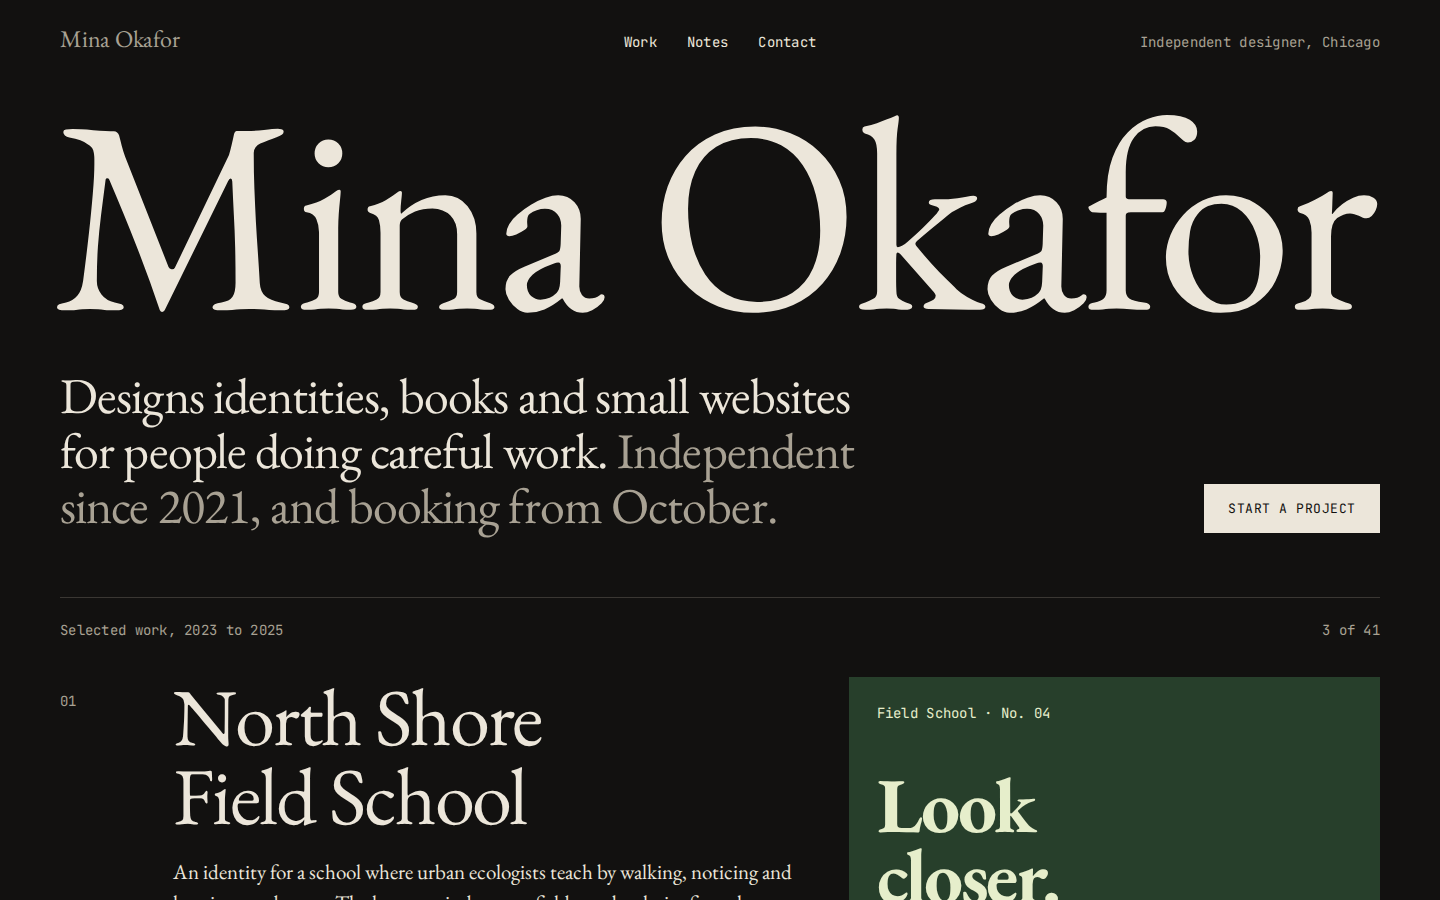 Mina Okafor
Work Notes Contact
Independent designer, Chicago
Mina Okafor
Designs identities, books and small websites
for people doing careful work. Independent
since 2021, and booking from October.
START A PROJECT
Selected work, 2023 to 2025
3 of 41
01
North Shore
Field School
An identity for a school where urban ecologists teach by walking, noticing and
Field School · No. 04
Look
closer.